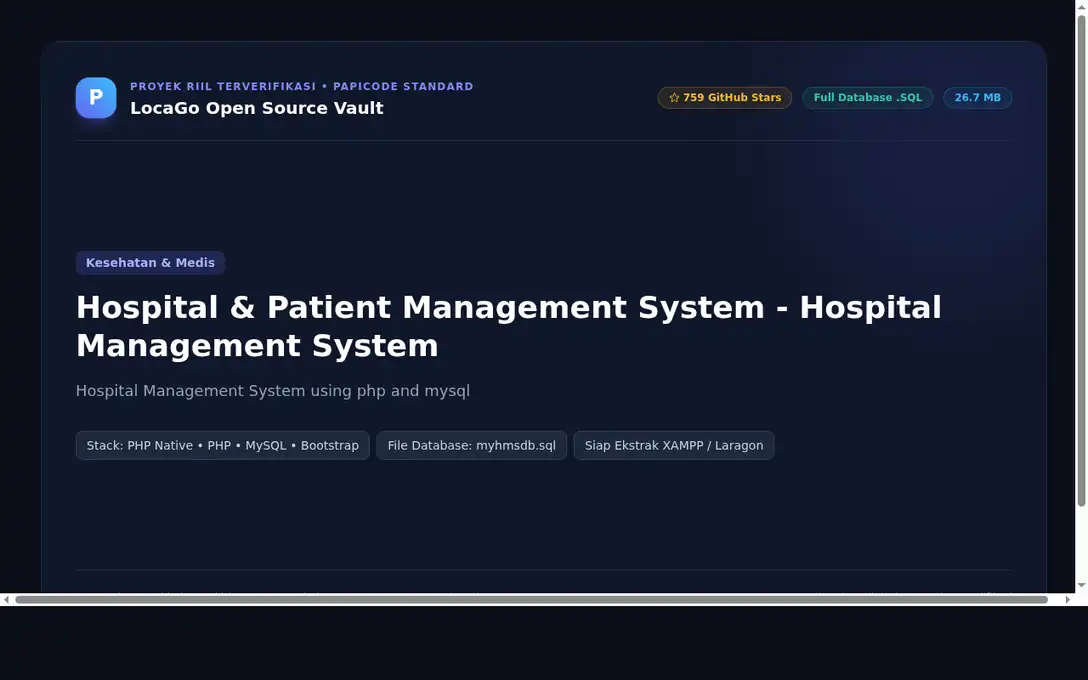 P
PROYEK RIIL TERVERIFIKASI • PAPICODE STANDARD
LocaGo Open Source Vault
☆ 759 GitHub Stars
Full Database .SQL
26.7 MB
Kesehatan & Medis
Hospital & Patient Management System - Hospital
Management System
Hospital Management System using php and mysql
Stack: PHP Native • PHP • MySQL • Bootstrap
File Database: myhmsdb.sql
Siap Ekstrak XAMPP / Laragon